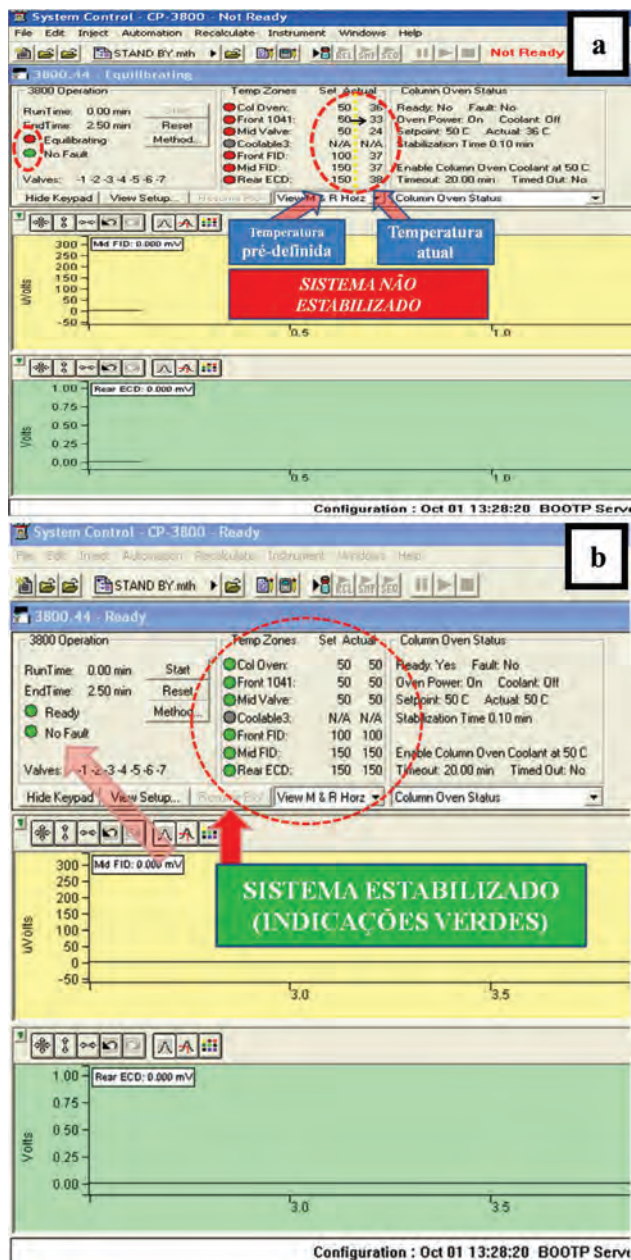 System Control - CP-3800 - Not Ready
a
File Edit Inject Automation Recalculate Instrument Windows Help
STAND BY.mth
Not Ready
3800.44 - Equilibrating
3800 Operation
RunTime: 0.00 min
EndTime: 2.50 min Reset
Equilibrating Method...
No Fault
Valves: -1 -2 -3 -4 -5 -6 -7
Temp Zones Set Actual
Col Oven: 50 36
Front 1041: 50 33
Mid Valve: 50 24
Coolable3: N/A N/A
Front FID: 100 37
Mid FID: 150 37
Rear ECD: 150 38
Column Oven Status
Ready: No Fault: No
Oven Power: On Coolant: Off
Setpoint: 50 C Actual: 36 C
Stabilization Time 0.10 min
Enable Column Oven Coolant at 50 C
Timeout: 20.00 min Timed Out: No
Hide Keypad View Setup... View M & R Horz Column Oven Status
Temperatura
pré-definida
Temperatura
atual
SISTEMA NÃO
ESTABILIZADO
Mid FID: 0.000 mV
uVolts
300
250
200
150
100
50
0
-50
0.5 1.0
Rear ECD: 0.000 mV
Volts
1.00
0.75
0.50
0.25
0.00
0.5 1.0
Configuration : Oct 01 13:28:20 BOOTP Serve
System Control - CP-3800 - Ready
b
File Edit Inject Automation Recalculate Instrument Windows Help
STAND BY.mth
3800.44 - Ready
3800 Operation
RunTime: 0.00 min Start
EndTime: 2.50 min Reset
Ready Method...
No Fault
Valves: -1 -2 -3 -4 -5 -6 -7
Temp Zones Set Actual
Col Oven: 50 50
Front 1041: 50 50
Mid Valve: 50 50
Coolable3: N/A N/A
Front FID: 100 100
Mid FID: 150 150
Rear ECD: 150 150
Column Oven Status
Ready: Yes Fault: No
Oven Power: On Coolant: Off
Setpoint: 50 C Actual: 50 C
Stabilization Time 0.10 min
Enable Column Oven Coolant at 50 C
Timeout: 20.00 min Timed Out: No
Hide Keypad View Setup... View M & R Horz Column Oven Status
SISTEMA ESTABILIZADO
(INDICAÇÕES VERDES)
Mid FID: 0.000 mV
uVolts
300
250
200
150
100
50
0
-50
3.0 3.5
Rear ECD: 0.000 mV
Volts
1.00
0.75
0.50
0.25
0.00
3.0 3.5
Configuration : Oct 01 13:28:20 BOOTP Serve